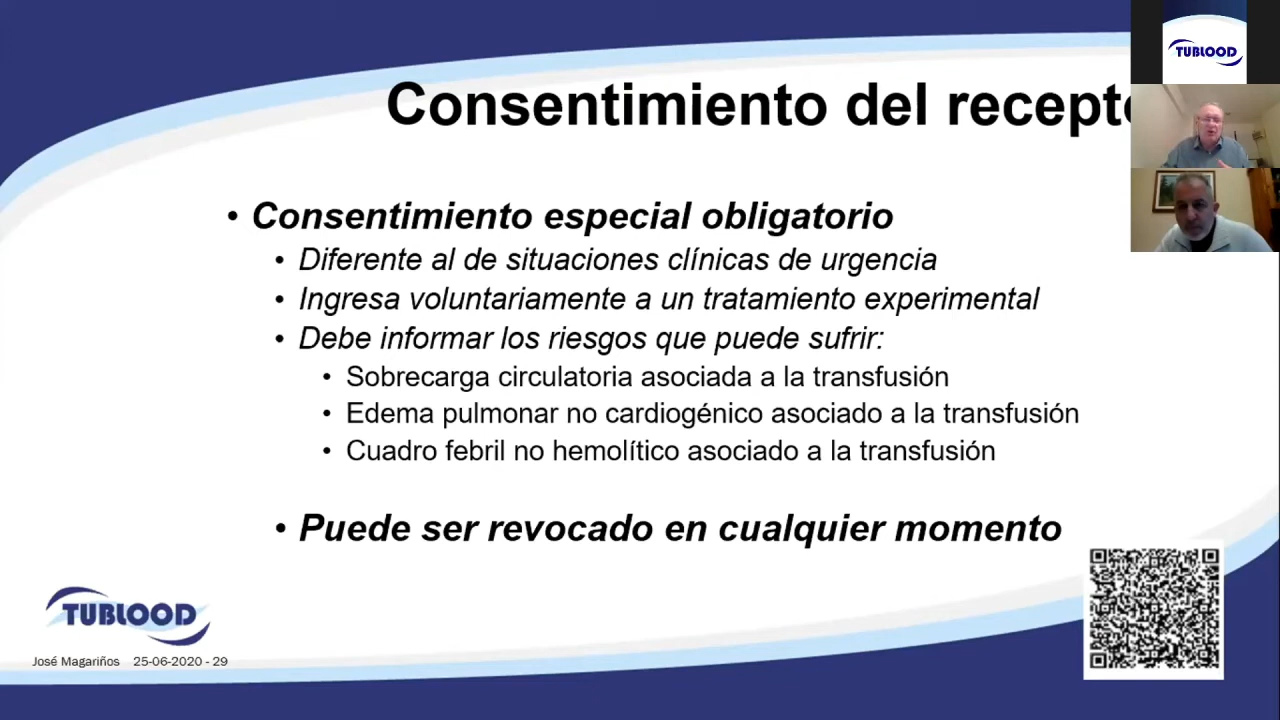 Consentimiento del recept
TUBLOOD
• Consentimiento especial obligatorio
• Diferente al de situaciones clínicas de urgencia
• Ingresa voluntariamente a un tratamiento experimental
• Debe informar los riesgos que puede sufrir:
• Sobrecarga circulatoria asociada a la transfusión
• Edema pulmonar no cardiogénico asociado a la transfusión
• Cuadro febril no hemolítico asociado a la transfusión
• Puede ser revocado en cualquier momento
TUBLOOD
José Magariños 25-06-2020 - 29